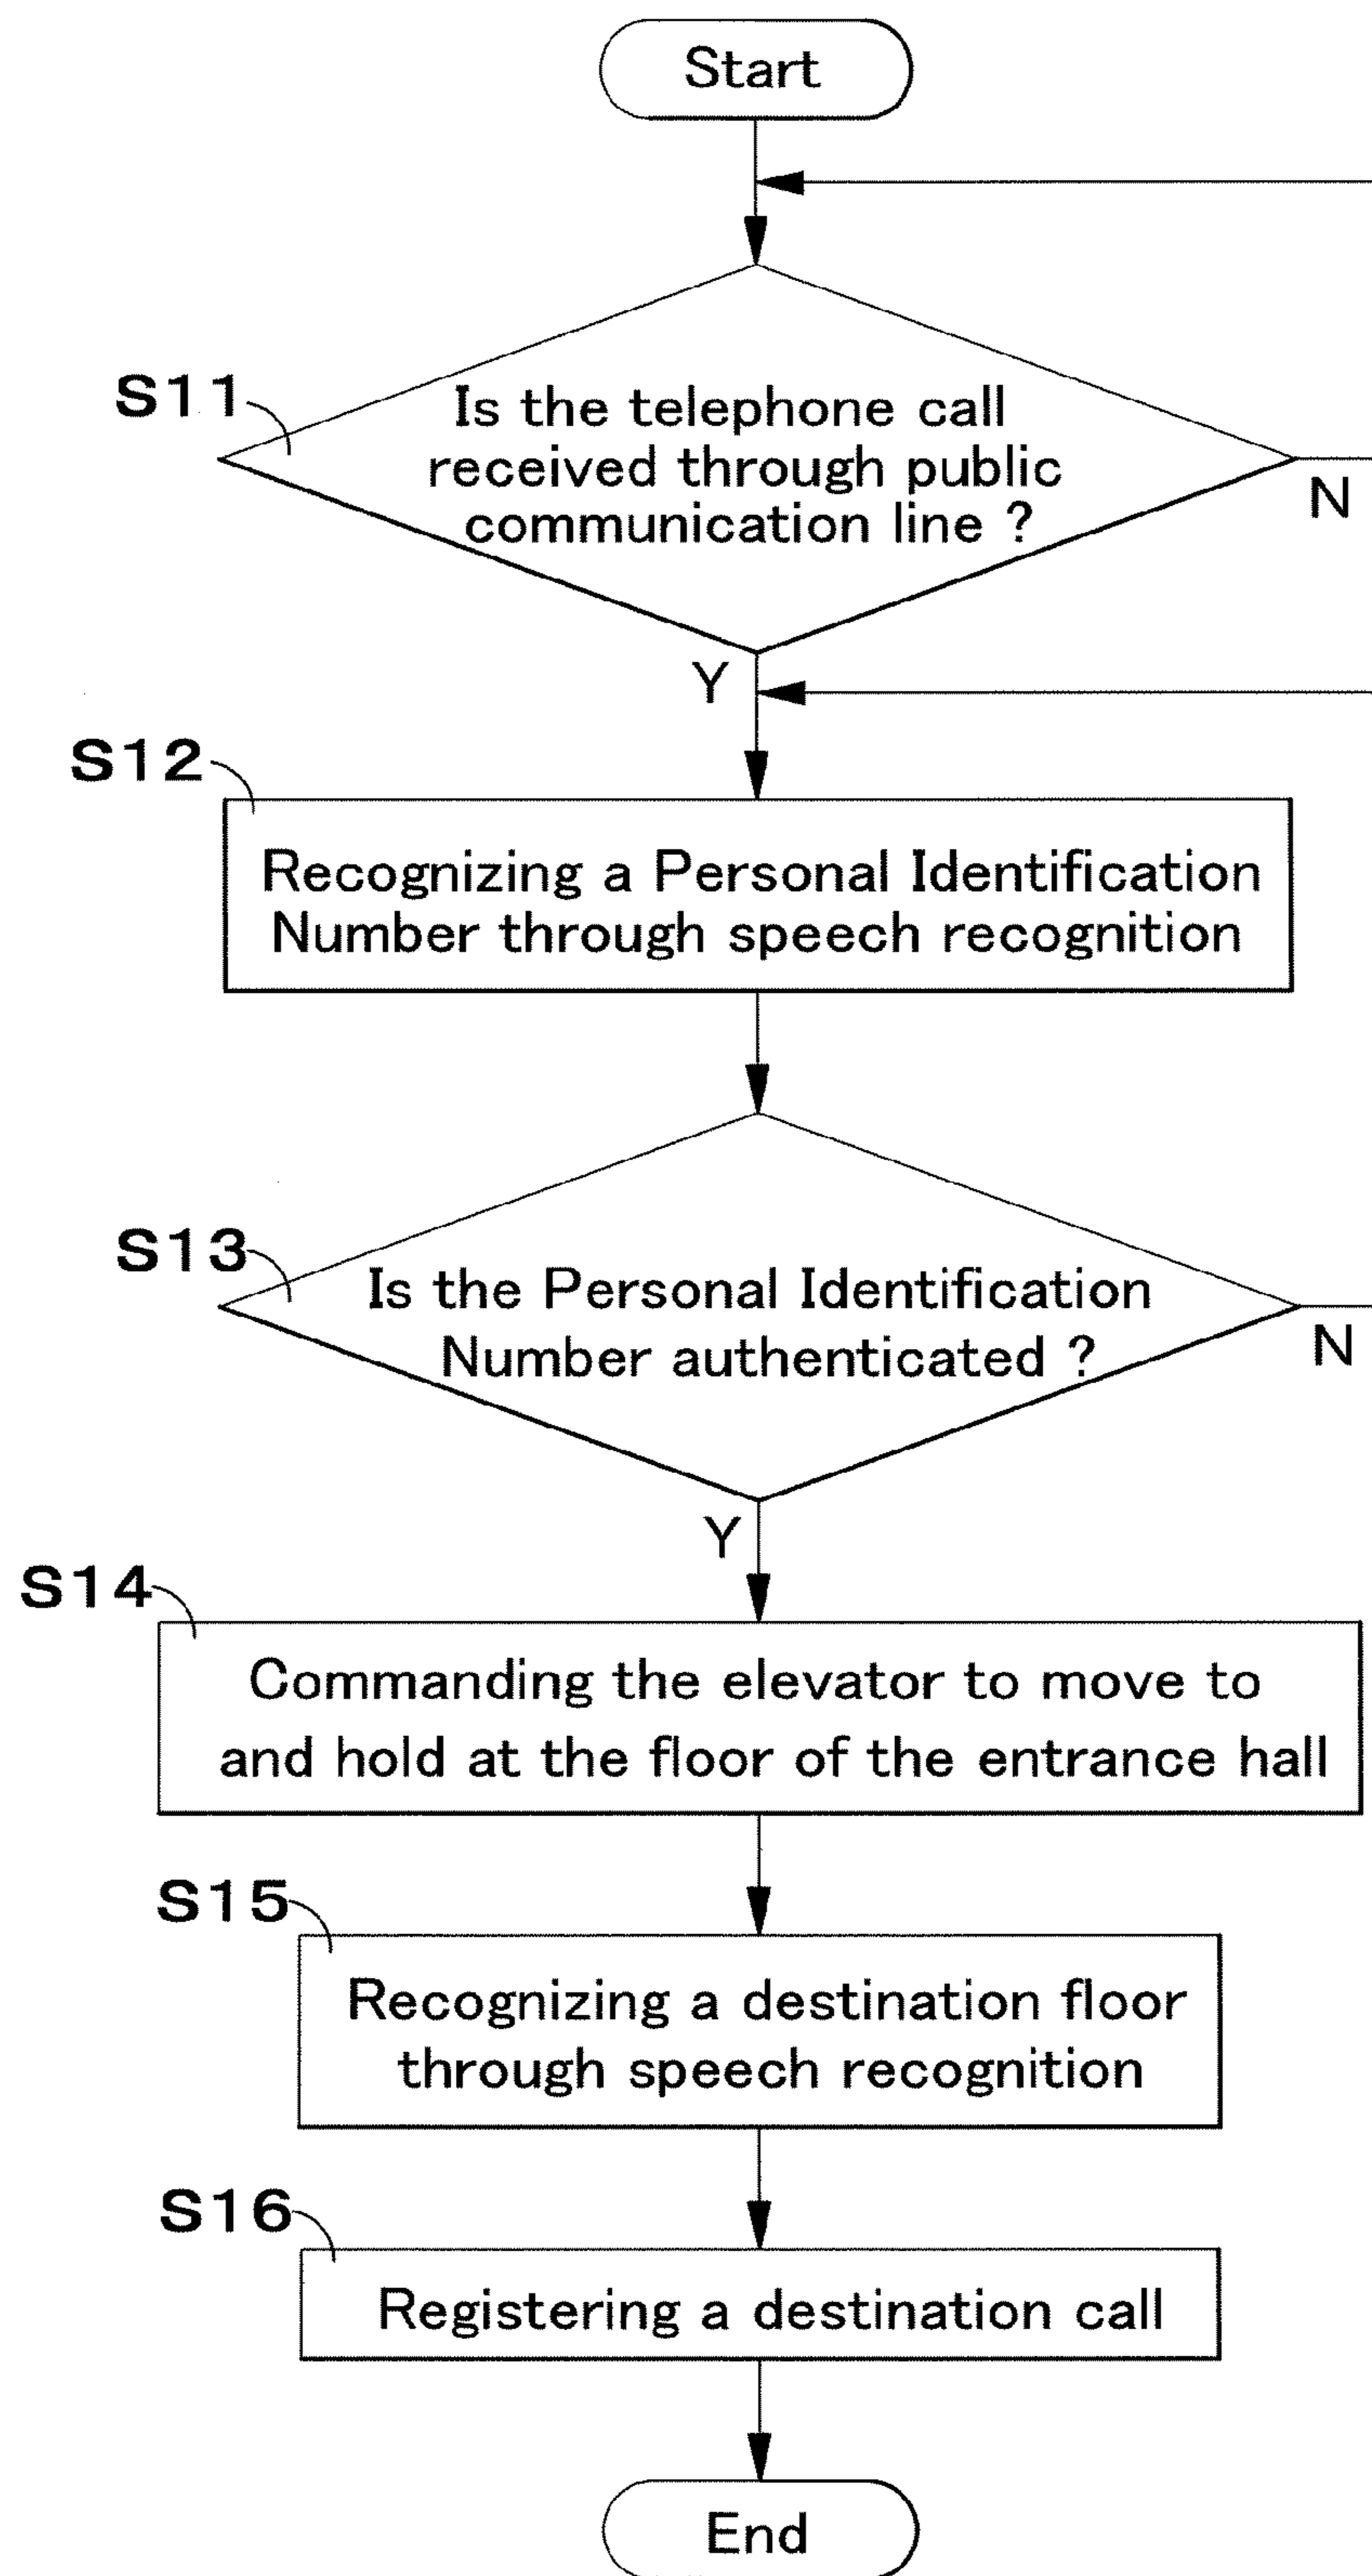 Start
S11
Is the telephone call
received through public
communication line ?
N
Y
S12
Recognizing a Personal Identification
Number through speech recognition
S13
Is the Personal Identification
Number authenticated ?
N
Y
S14
Commanding the elevator to move to
and hold at the floor of the entrance hall
S15
Recognizing a destination floor
through speech recognition
S16
Registering a destination call
End